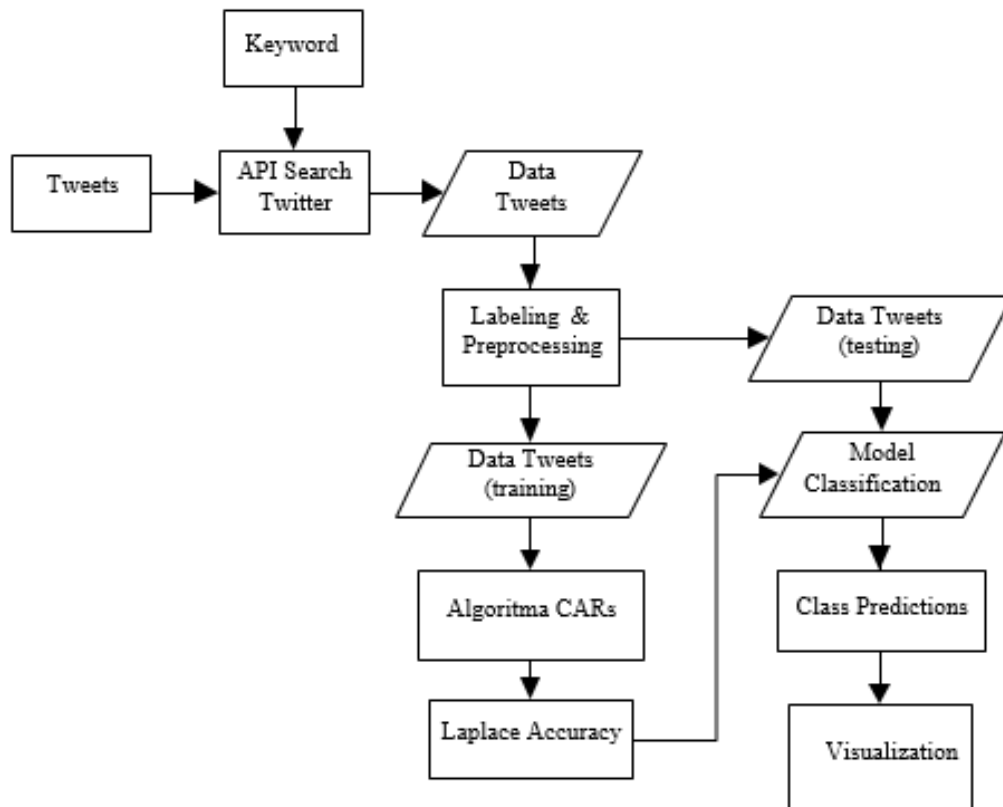 Keyword
Tweets
API Search
Twitter
Data
Tweets
Labeling &
Preprocessing
Data Tweets
(testing)
Data Tweets
(training)
Model
Classification
Algoritma CARs
Class Predictions
Laplace Accuracy
Visualization